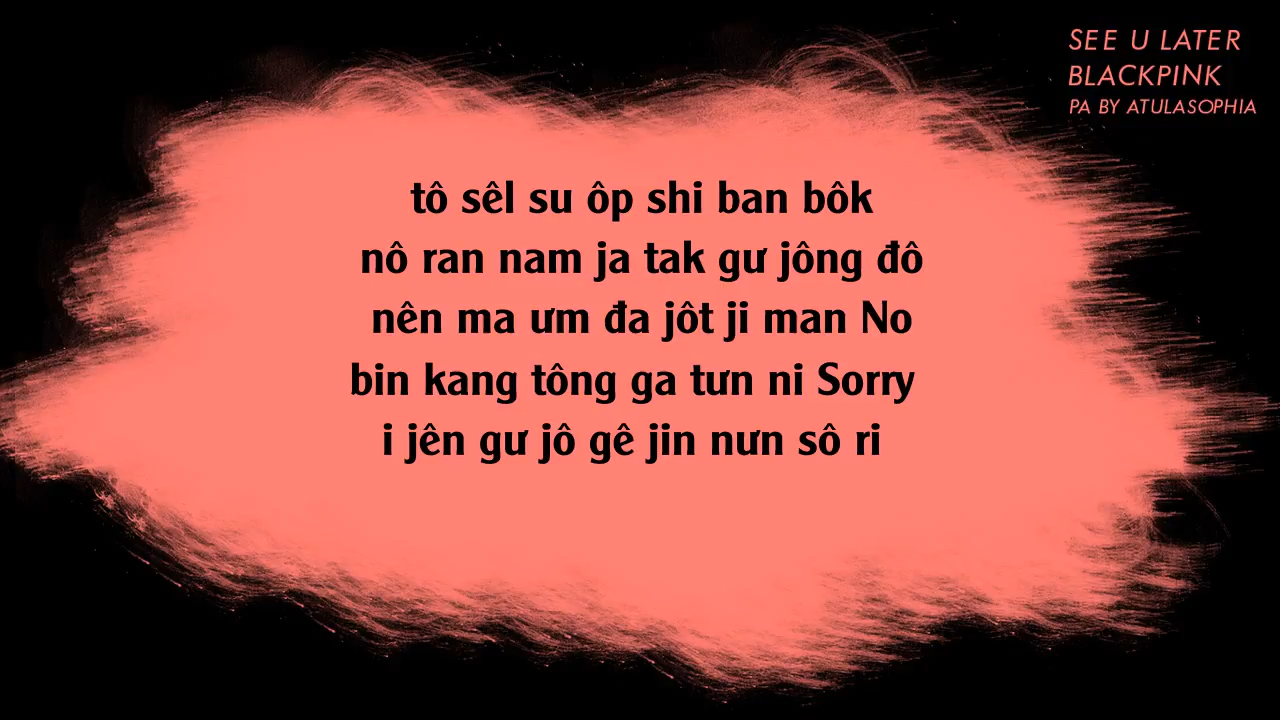 SEE U LATER
BLACKPINK
PA BY ATULASOPHIA
tô sêl su ôp shi ban bôk
nô ran nam ja tak gư jông đô
nên ma ưm đa jôt ji man No
bin kang tông ga tưn ni Sorry
i jên gư jô gê jin nưn sô ri